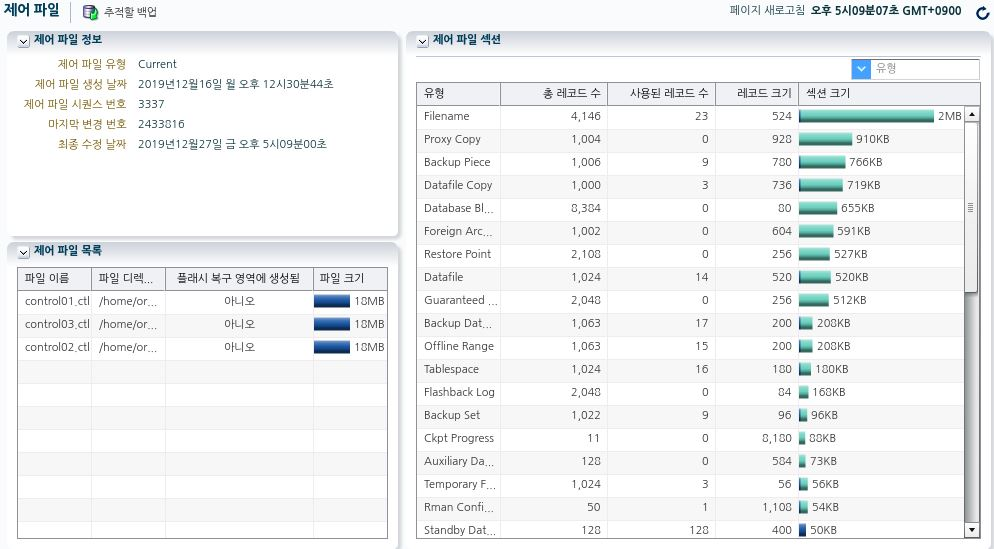 제어 파일 추적할 백업
페이지 새로고침 오후 5시09분07초 GMT+0900
제어 파일 정보
제어 파일 유형 Current
제어 파일 생성 날짜 2019년12월16일 월 오후 12시30분44초
제어 파일 시퀀스 번호 3337
마지막 변경 번호 2433816
최종 수정 날짜 2019년12월27일 금 오후 5시09분00초
제어 파일 목록
파일 이름 파일 디렉... 플래시 복구 영역에 생성됨 파일 크기
control01.ctl /home/or... 아니오 18MB
control03.ctl /home/or... 아니오 18MB
control02.ctl /home/or... 아니오 18MB
제어 파일 섹션
유형
유형 총 레코드 수 사용된 레코드 수 레코드 크기 섹션 크기
Filename 4,146 23 524 2MB
Proxy Copy 1,004 0 928 910KB
Backup Piece 1,006 9 780 766KB
Datafile Copy 1,000 3 736 719KB
Database Bl... 8,384 0 80 655KB
Foreign Arc... 1,002 0 604 591KB
Restore Point 2,108 0 256 527KB
Datafile 1,024 14 520 520KB
Guaranteed ... 2,048 0 256 512KB
Backup Dat... 1,063 17 200 208KB
Offline Range 1,063 15 200 208KB
Tablespace 1,024 16 180 180KB
Flashback Log 2,048 0 84 168KB
Backup Set 1,022 9 96 96KB
Ckpt Progress 11 0 8,180 88KB
Auxiliary Da... 128 0 584 73KB
Temporary F... 1,024 3 56 56KB
Rman Confi... 50 1 1,108 54KB
Standby Dat... 128 128 400 50KB